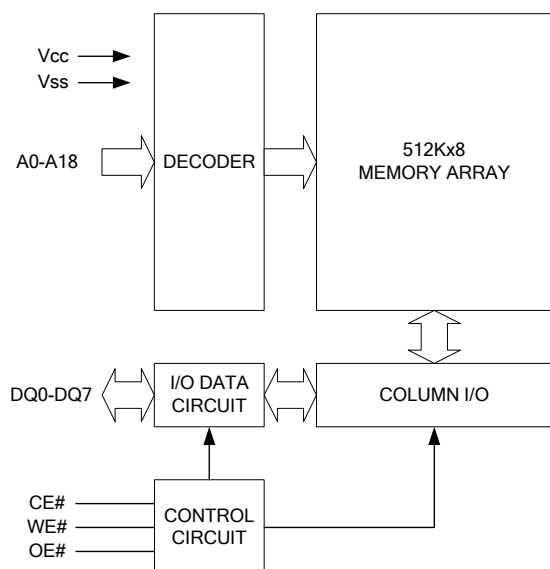 Vcc
Vss
A0-A18
DECODER
512Kx8
MEMORY ARRAY
DQ0-DQ7
I/O DATA
CIRCUIT
COLUMN I/O
CE#
WE#
OE#
CONTROL
CIRCUIT